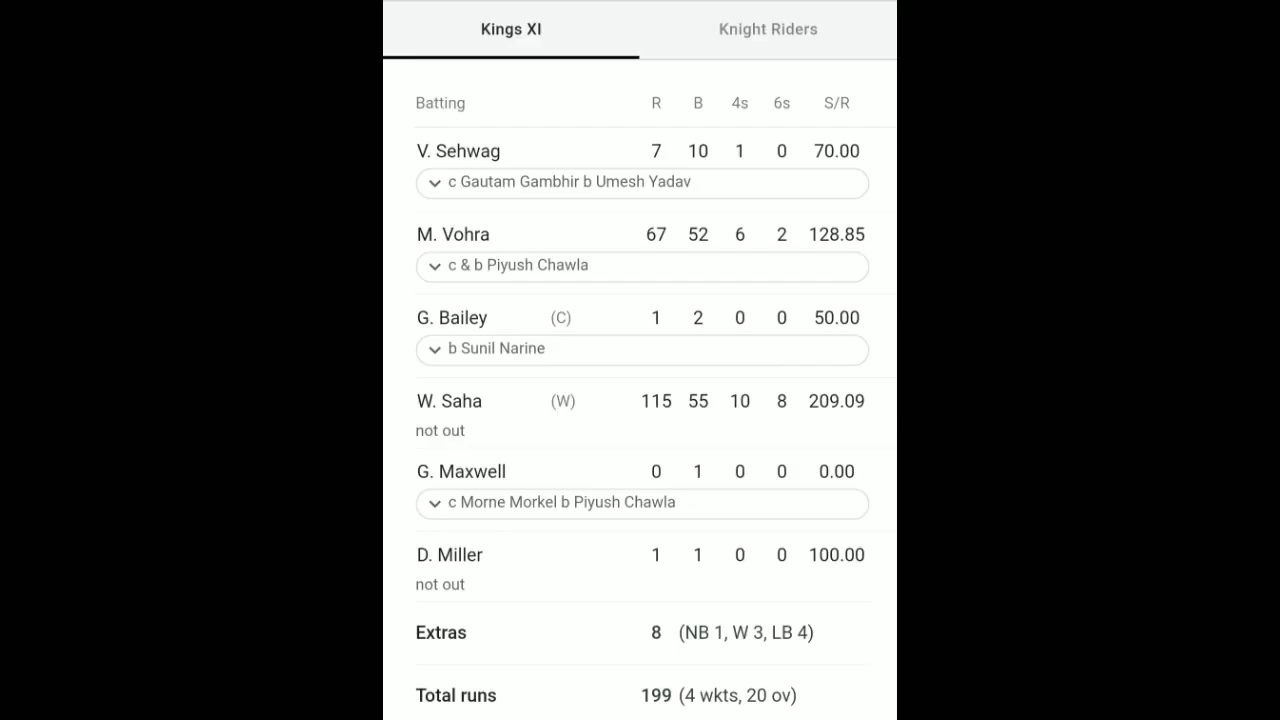 Kings XI Knight Riders
Batting R B 4s 6s S/R
V. Sehwag 7 10 1 0 70.00
c Gautam Gambhir b Umesh Yadav
M. Vohra 67 52 6 2 128.85
c & b Piyush Chawla
G. Bailey (C) 1 2 0 0 50.00
b Sunil Narine
W. Saha (W) 115 55 10 8 209.09
not out
G. Maxwell 0 1 0 0 0.00
c Morne Morkel b Piyush Chawla
D. Miller 1 1 0 0 100.00
not out
Extras 8 (NB 1, W 3, LB 4)
Total runs 199 (4 wkts, 20 ov)